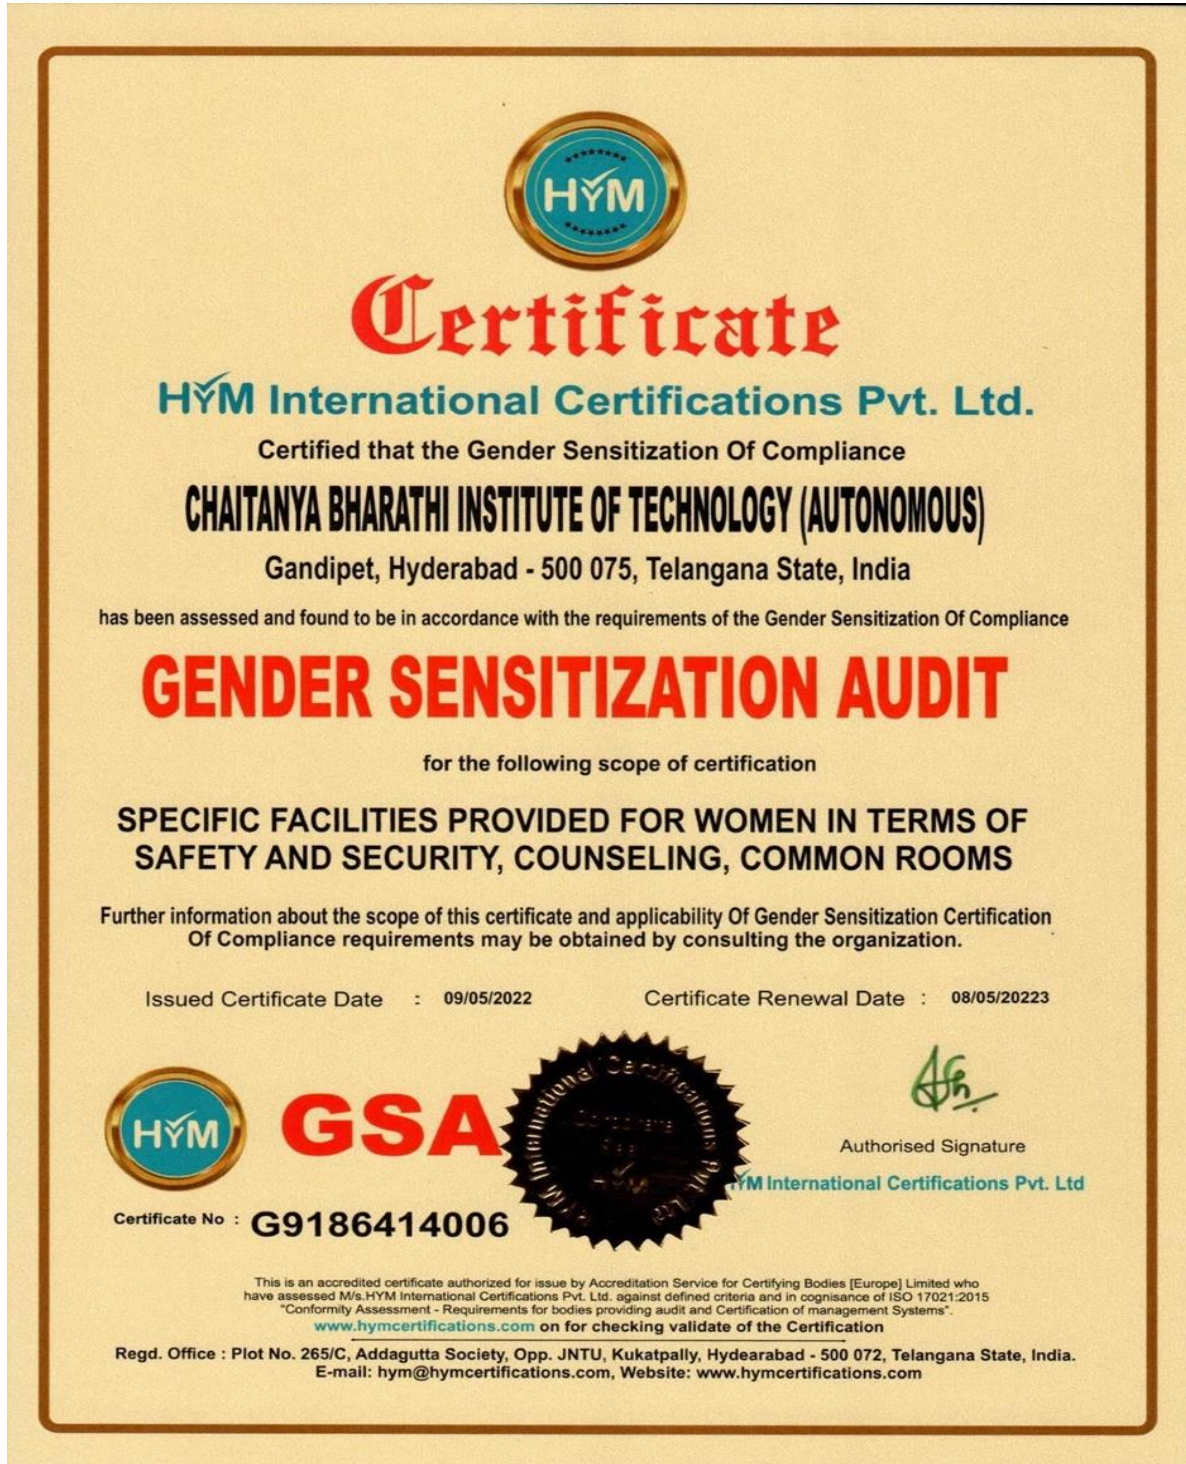 HYM
Certificate
HYM International Certifications Pvt. Ltd.
Certified that the Gender Sensitization Of Compliance
CHAITANYA BHARATHI INSTITUTE OF TECHNOLOGY (AUTONOMOUS)
Gandipet, Hyderabad - 500 075, Telangana State, India
has been assessed and found to be in accordance with the requirements of the Gender Sensitization Of Compliance
GENDER SENSITIZATION AUDIT
for the following scope of certification
SPECIFIC FACILITIES PROVIDED FOR WOMEN IN TERMS OF
SAFETY AND SECURITY, COUNSELING, COMMON ROOMS
Further information about the scope of this certificate and applicability Of Gender Sensitization Certification
Of Compliance requirements may be obtained by consulting the organization.
Issued Certificate Date : 09/05/2022 Certificate Renewal Date : 08/05/20223
HYM
GSA
HYM International Certifications Pvt. Ltd
HYM
Authorised Signature
HYM International Certifications Pvt. Ltd
Certificate No : G9186414006
This is an accredited certificate authorized for issue by Accreditation Service for Certifying Bodies [Europe] Limited who
have assessed M/s.HYM International Certifications Pvt. Ltd. against defined criteria and in cognisance of ISO 17021:2015
"Conformity Assessment - Requirements for bodies providing audit and Certification of management Systems".
www.hymcertifications.com on for checking validate of the Certification
Regd. Office : Plot No. 265/C, Addagutta Society, Opp. JNTU, Kukatpally, Hydearabad - 500 072, Telangana State, India.
E-mail: hym@hymcertifications.com, Website: www.hymcertifications.com